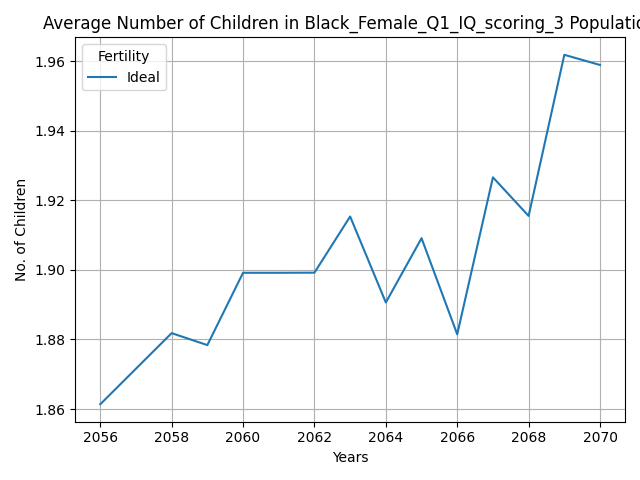 Average Number of Children in Black_Female_Q1_IQ_scoring_3 Populatio
Fertility
Ideal
No. of Children
1.96
1.94
1.92
1.90
1.88
1.86
2056 2058 2060 2062 2064 2066 2068 2070
Years